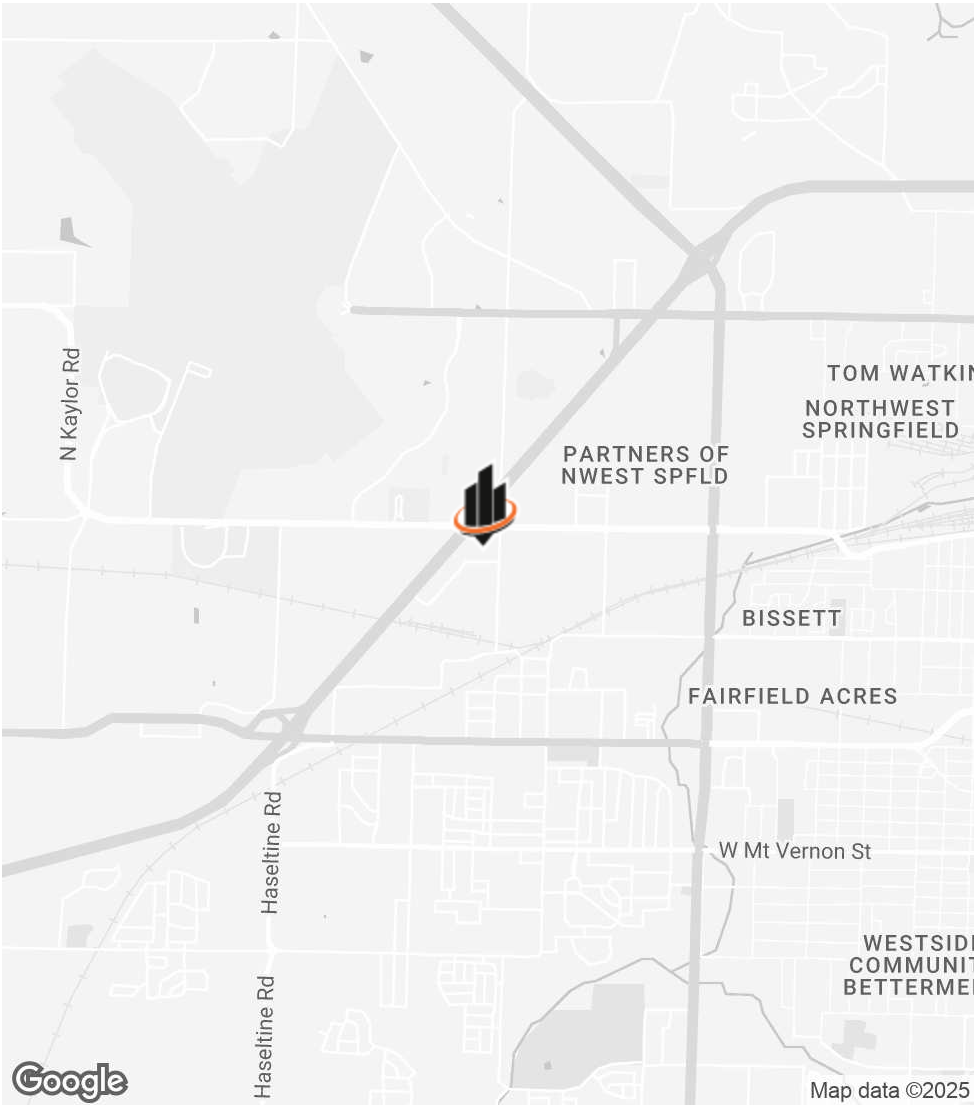 TOM WATKIN
NORTHWEST
SPRINGFIELD
N Kaylor Rd
PARTNERS OF
NWEST SPFLD
BISSETT
FAIRFIELD ACRES
Haseltine Rd
W Mt Vernon St
WESTSIDE
COMMUNIT
BETTERME
Haseltine Rd
Google
Map data ©2025